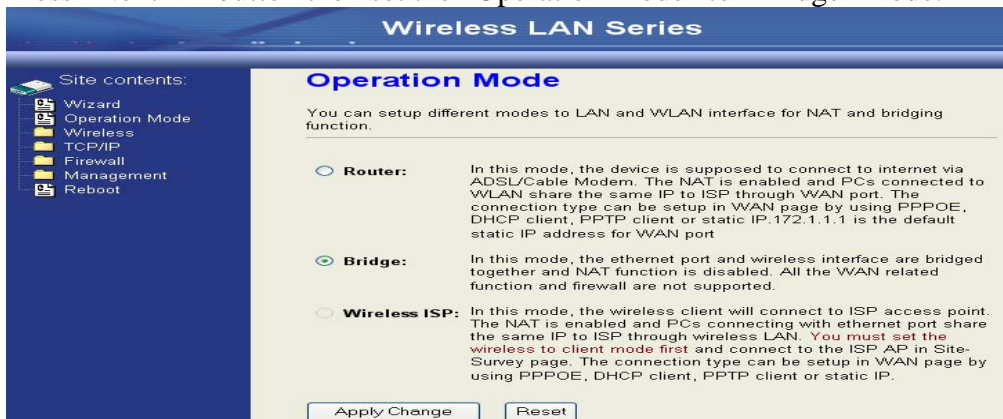 Wireless LAN Series
Site contents:
Wizard
Operation Mode
Wireless
TCP/IP
Firewall
Management
Reboot
Operation Mode
You can setup different modes to LAN and WLAN interface for NAT and bridging
function.
Router: In this mode, the device is supposed to connect to internet via
ADSL/Cable Modem. The NAT is enabled and PCs connected to
WLAN share the same IP to ISP through WAN port. The
connection type can be setup in WAN page by using PPPOE,
DHCP client, PPTP client or static IP.172.1.1.1 is the default
static IP address for WAN port
Bridge: In this mode, the ethernet port and wireless interface are bridged
together and NAT function is disabled. All the WAN related
function and firewall are not supported.
Wireless ISP: In this mode, the wireless client will connect to ISP access point.
The NAT is enabled and PCs connecting with ethernet port share
the same IP to ISP through wireless LAN. You must set the
wireless to client mode first and connect to the ISP AP in Site-
Survey page. The connection type can be setup in WAN page by
using PPPOE, DHCP client, PPTP client or static IP.
Apply Change Reset